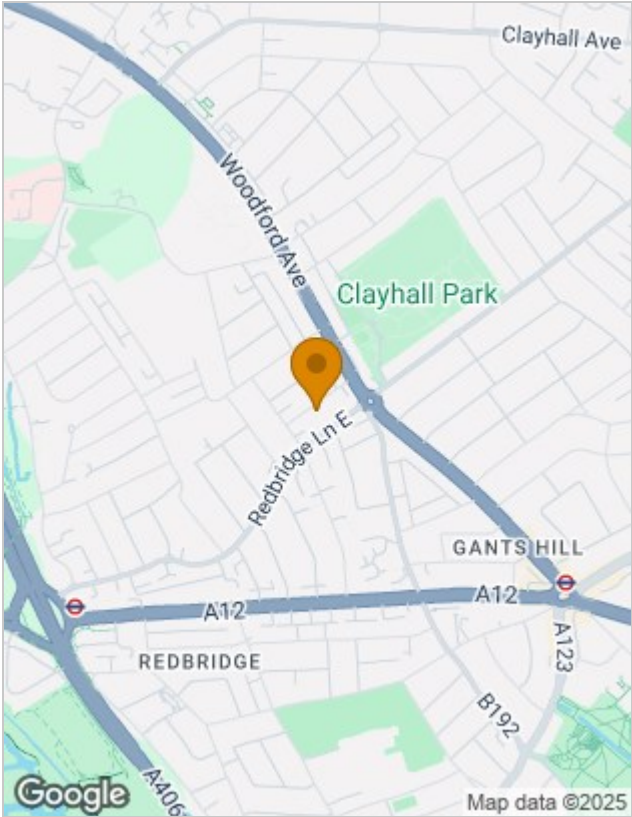 Clayhall Ave
Woodford Ave
Clayhall Park
Redbridge Ln E
GANTS HILL
A12
A12
A123
REDBRIDGE
B192
A406
Google
Map data ©2025